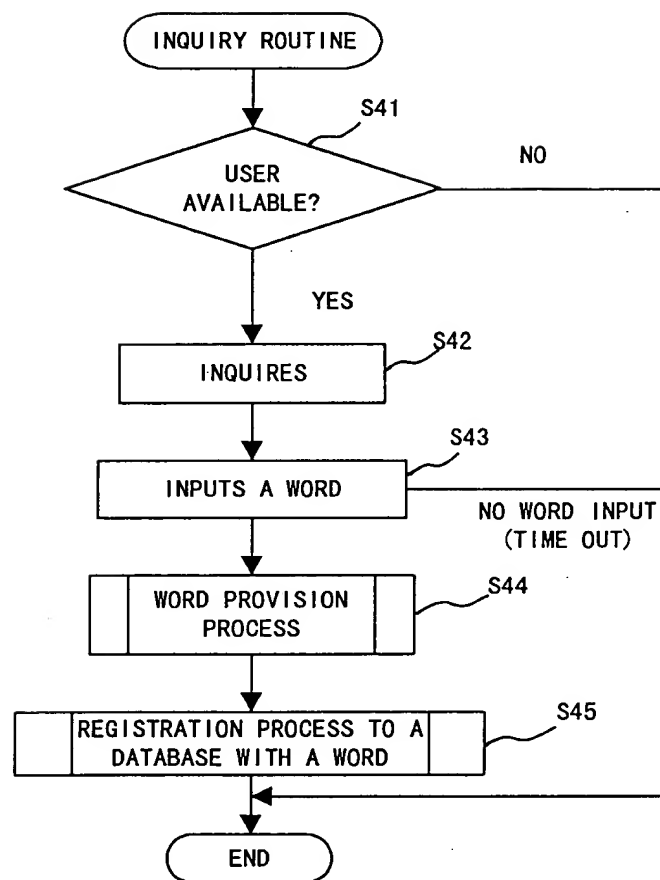 INQUIRY ROUTINE
S41
USER
AVAILABLE?
NO
YES
S42
INQUIRES
S43
INPUTS A WORD
NO WORD INPUT
(TIME OUT)
S44
WORD PROVISION
PROCESS
S45
REGISTRATION PROCESS TO A
DATABASE WITH A WORD
END